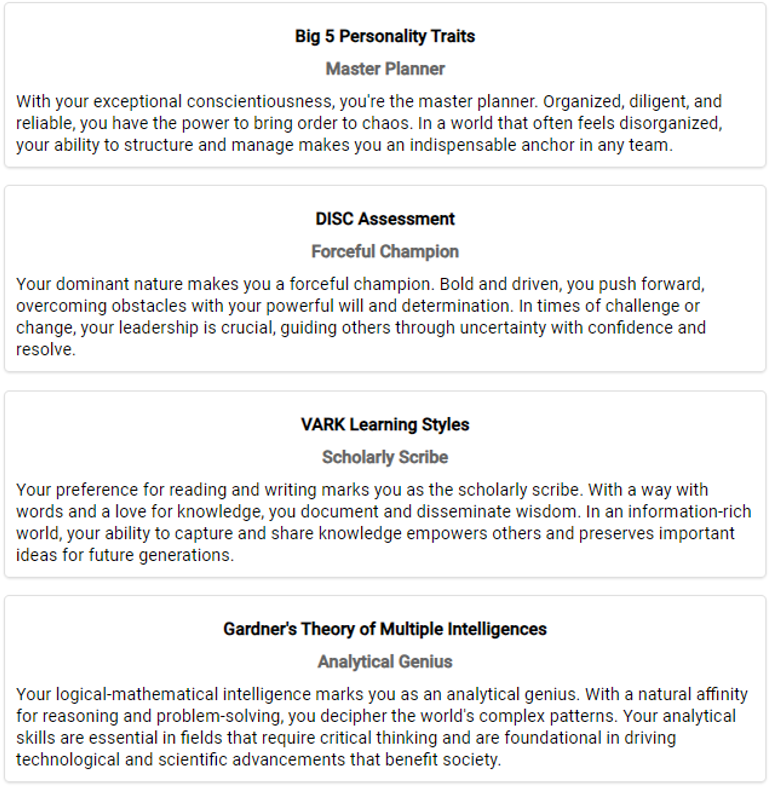 Big 5 Personality Traits
Master Planner
With your exceptional conscientiousness, you're the master planner. Organized, diligent, and
reliable, you have the power to bring order to chaos. In a world that often feels disorganized,
your ability to structure and manage makes you an indispensable anchor in any team.
DISC Assessment
Forceful Champion
Your dominant nature makes you a forceful champion. Bold and driven, you push forward,
overcoming obstacles with your powerful will and determination. In times of challenge or
change, your leadership is crucial, guiding others through uncertainty with confidence and
resolve.
VARK Learning Styles
Scholarly Scribe
Your preference for reading and writing marks you as the scholarly scribe. With a way with
words and a love for knowledge, you document and disseminate wisdom. In an information-rich
world, your ability to capture and share knowledge empowers others and preserves important
ideas for future generations.
Gardner's Theory of Multiple Intelligences
Analytical Genius
Your logical-mathematical intelligence marks you as an analytical genius. With a natural affinity
for reasoning and problem-solving, you decipher the world's complex patterns. Your analytical
skills are essential in fields that require critical thinking and are foundational in driving
technological and scientific advancements that benefit society.